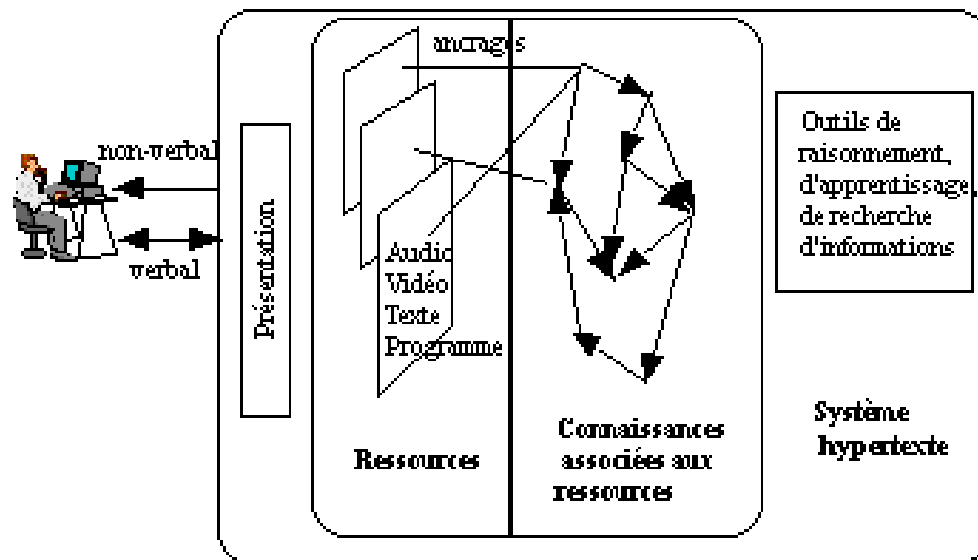 ancrages
non-verbal
verbal
Présentation
Audio
Vidéo
Texte
Programme
Ressources
Connaissances
associées aux
ressources
Outils de
raisonnement,
d'apprentissage,
de recherche
d'informations
Système
hypertexte